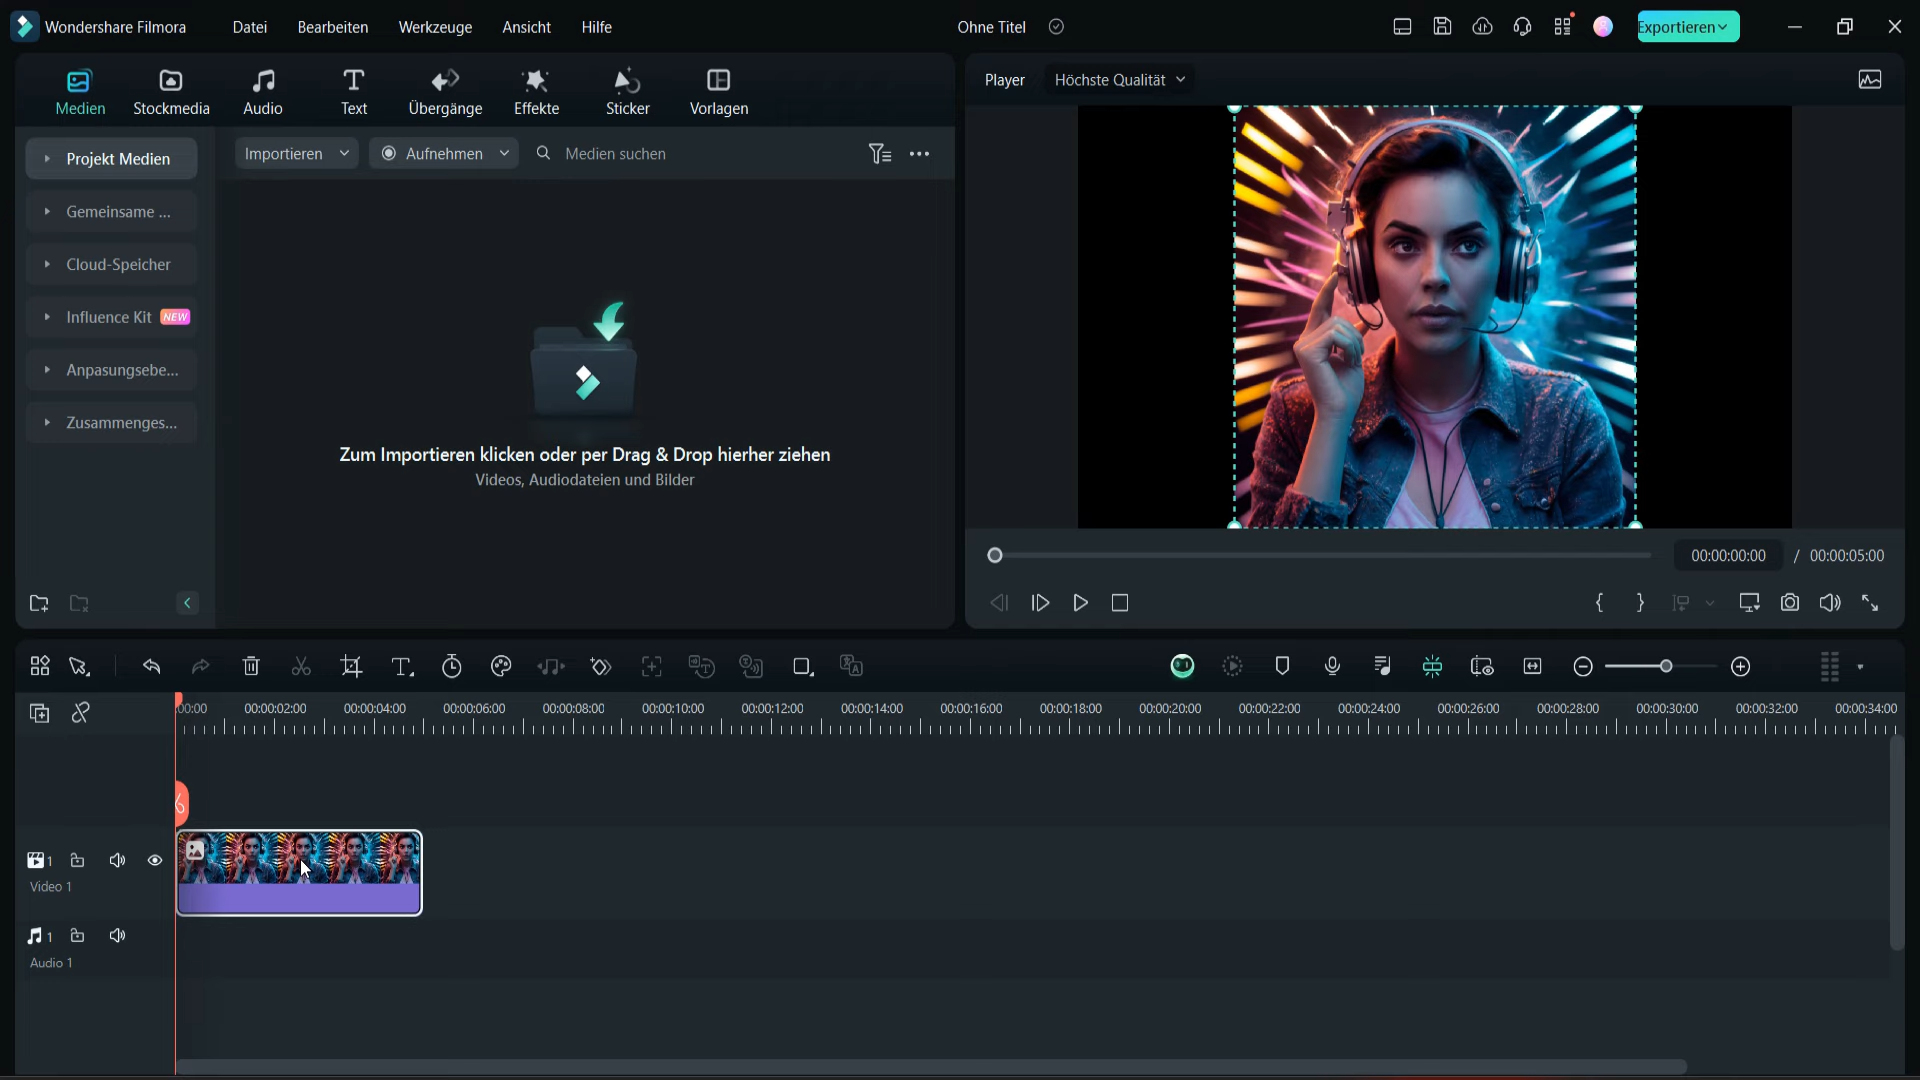 Wondershare Filmora
Datei
Bearbeiten
Werkzeuge
Ansicht
Hilfe
Ohne Titel
Exportieren
Medien
Stockmedia
Audio
Text
Übergänge
Effekte
Sticker
Vorlagen
Player
Höchste Qualität
Projekt Medien
Gemeinsame ...
Cloud-Speicher
Influence Kit NEW
Anpasungsebe...
Zusammenges...
Importieren
Aufnehmen
Medien suchen
Zum Importieren klicken oder per Drag & Drop hierher ziehen
Videos, Audiodateien und Bilder
00:00:00:00 / 00:00:05:00
:00:00 00:00:02:00 00:00:04:00 00:00:06:00 00:00:08:00 00:00:10:00 00:00:12:00 00:00:14:00 00:00:16:00 00:00:18:00 00:00:20:00 00:00:22:00 00:00:24:00 00:00:26:00 00:00:28:00 00:00:30:00 00:00:32:00 00:00:34:00
1
Video 1
1
Audio 1